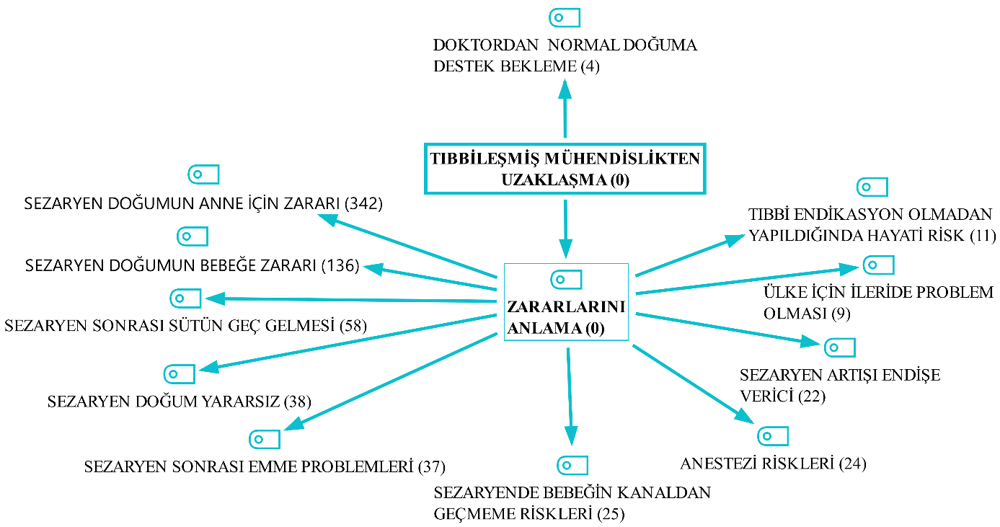 DOKTORDAN NORMAL DOĞUMA
DESTEK BEKLEME (4)
TIBBİLEŞMİŞ MÜHENDİSLİKTEN
UZAKLAŞMA (0)
SEZARYEN DOĞUMUN ANNE İÇİN ZARARI (342)
TIBBİ ENDİKASYON OLMADAN
YAPILDIĞINDA HAYATİ RİSK (11)
SEZARYEN DOĞUMUN BEBEĞE ZARARI (136)
ÜLKE İÇİN İLERİDE PROBLEM
OLMASI (9)
ZARARLARINI
ANLAMA (0)
SEZARYEN SONRASI SÜTÜN GEÇ GELMESİ (58)
SEZARYEN ARTIŞI ENDİŞE
VERİCİ (22)
SEZARYEN DOĞUM YARARSIZ (38)
SEZARYEN SONRASI EMME PROBLEMLERİ (37)
ANESTEZİ RİSKLERİ (24)
SEZARYENDE BEBEĞİN KANALDAN
GEÇMEME RİSKLERİ (25)